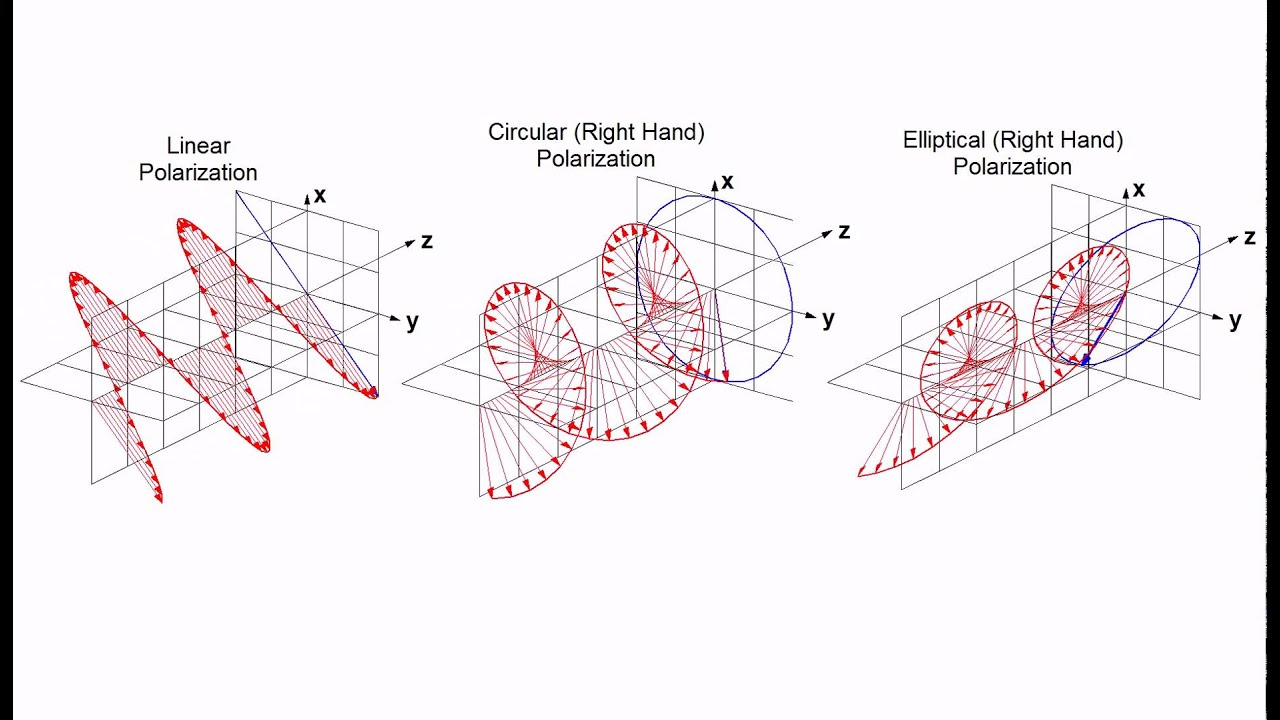 Linear
Polarization
x
z
y
Circular (Right Hand)
Polarization
x
z
y
Elliptical (Right Hand)
Polarization
x
z
y